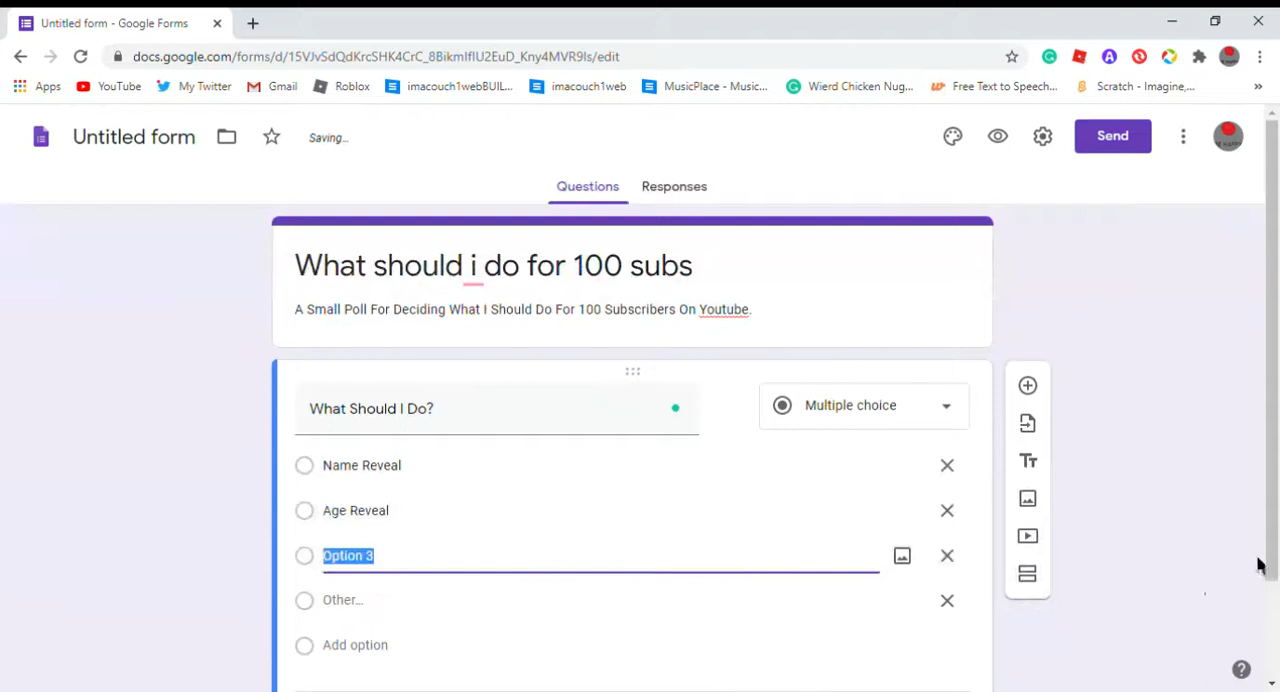 Untitled form - Google Forms
docs.google.com/forms/d/15VJvSdQdKrcSHK4CrC_8BikmIflU2EuD_Kny4MVR9ls/edit
Apps YouTube My Twitter Gmail Roblox imacouch1webBUIL... imacouch1web MusicPlace - Music... Wierd Chicken Nug... Free Text to Speech... Scratch - Imagine,... »
Untitled form Saving... Send
Questions Responses
What should i do for 100 subs
A Small Poll For Deciding What I Should Do For 100 Subscribers On Youtube.
What Should I Do? Multiple choice
Name Reveal
Age Reveal
Option 3
Other...
Add option